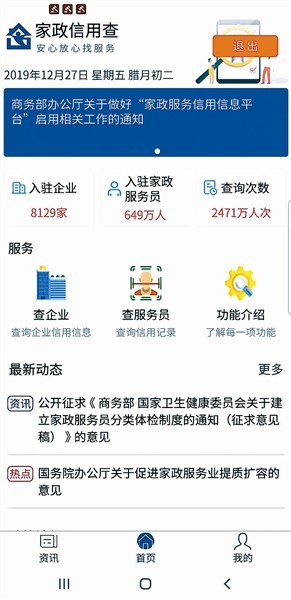 家政信用查
安心放心找服务
退出
2019年12月27日 星期五 腊月初二
商务部办公厅关于做好“家政服务信用信息平
台”启用相关工作的通知
入驻企业
8129家
入驻家政
服务员
649万人
查询次数
2471万人次
服务
查企业
查询企业信用信息
查服务员
查询信用记录
功能介绍
了解每一项功能
最新动态
更多
资讯
公开征求《 商务部 国家卫生健康委员会关于建
立家政服务员分类体检制度的通知（征求意见
稿）》的意见
热点
国务院办公厅关于促进家政服务业提质扩容的
意见
资讯
首页
我的